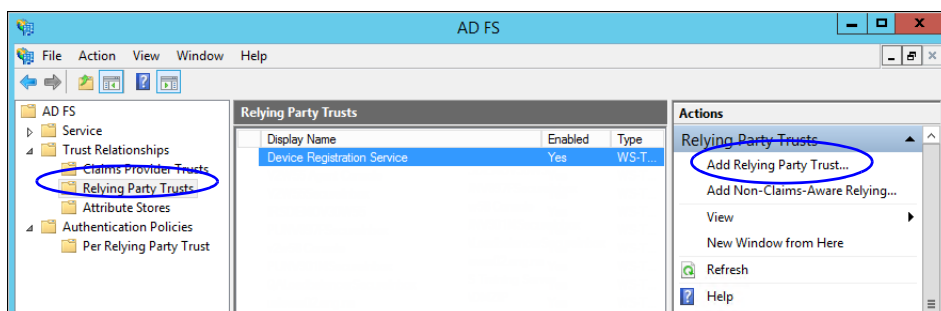 AD FS
File Action View Window Help
AD FS
Service
Trust Relationships
Claims Provider Trusts
Relying Party Trusts
Attribute Stores
Authentication Policies
Per Relying Party Trust
Relying Party Trusts
Display Name Enabled Type
Device Registration Service Yes WS-T...
Actions
Relying Party Trusts
Add Relying Party Trust...
Add Non-Claims-Aware Relying...
View
New Window from Here
Refresh
Help